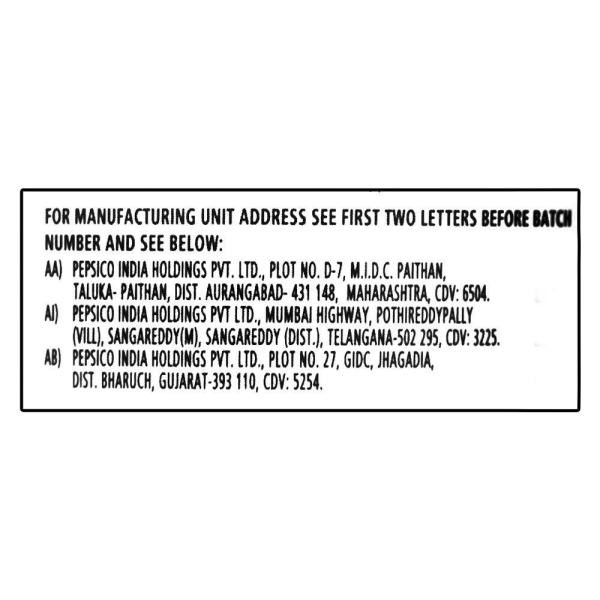 FOR MANUFACTURING UNIT ADDRESS SEE FIRST TWO LETTERS BEFORE BATCH
NUMBER AND SEE BELOW:
AA) PEPSICO INDIA HOLDINGS PVT. LTD., PLOT NO. D-7, M.I.D.C. PAITHAN,
TALUKA- PAITHAN, DIST. AURANGABAD- 431 148, MAHARASHTRA, CDV: 6504.
AI) PEPSICO INDIA HOLDINGS PVT LTD., MUMBAI HIGHWAY, POTHIREDDYPALLY
(VILL), SANGAREDDY(M), SANGAREDDY (DIST.), TELANGANA-502 295, CDV: 3225.
AB) PEPSICO INDIA HOLDINGS PVT. LTD., PLOT NO. 27, GIDC, JHAGADIA,
DIST. BHARUCH, GUJARAT-393 110, CDV: 5254.